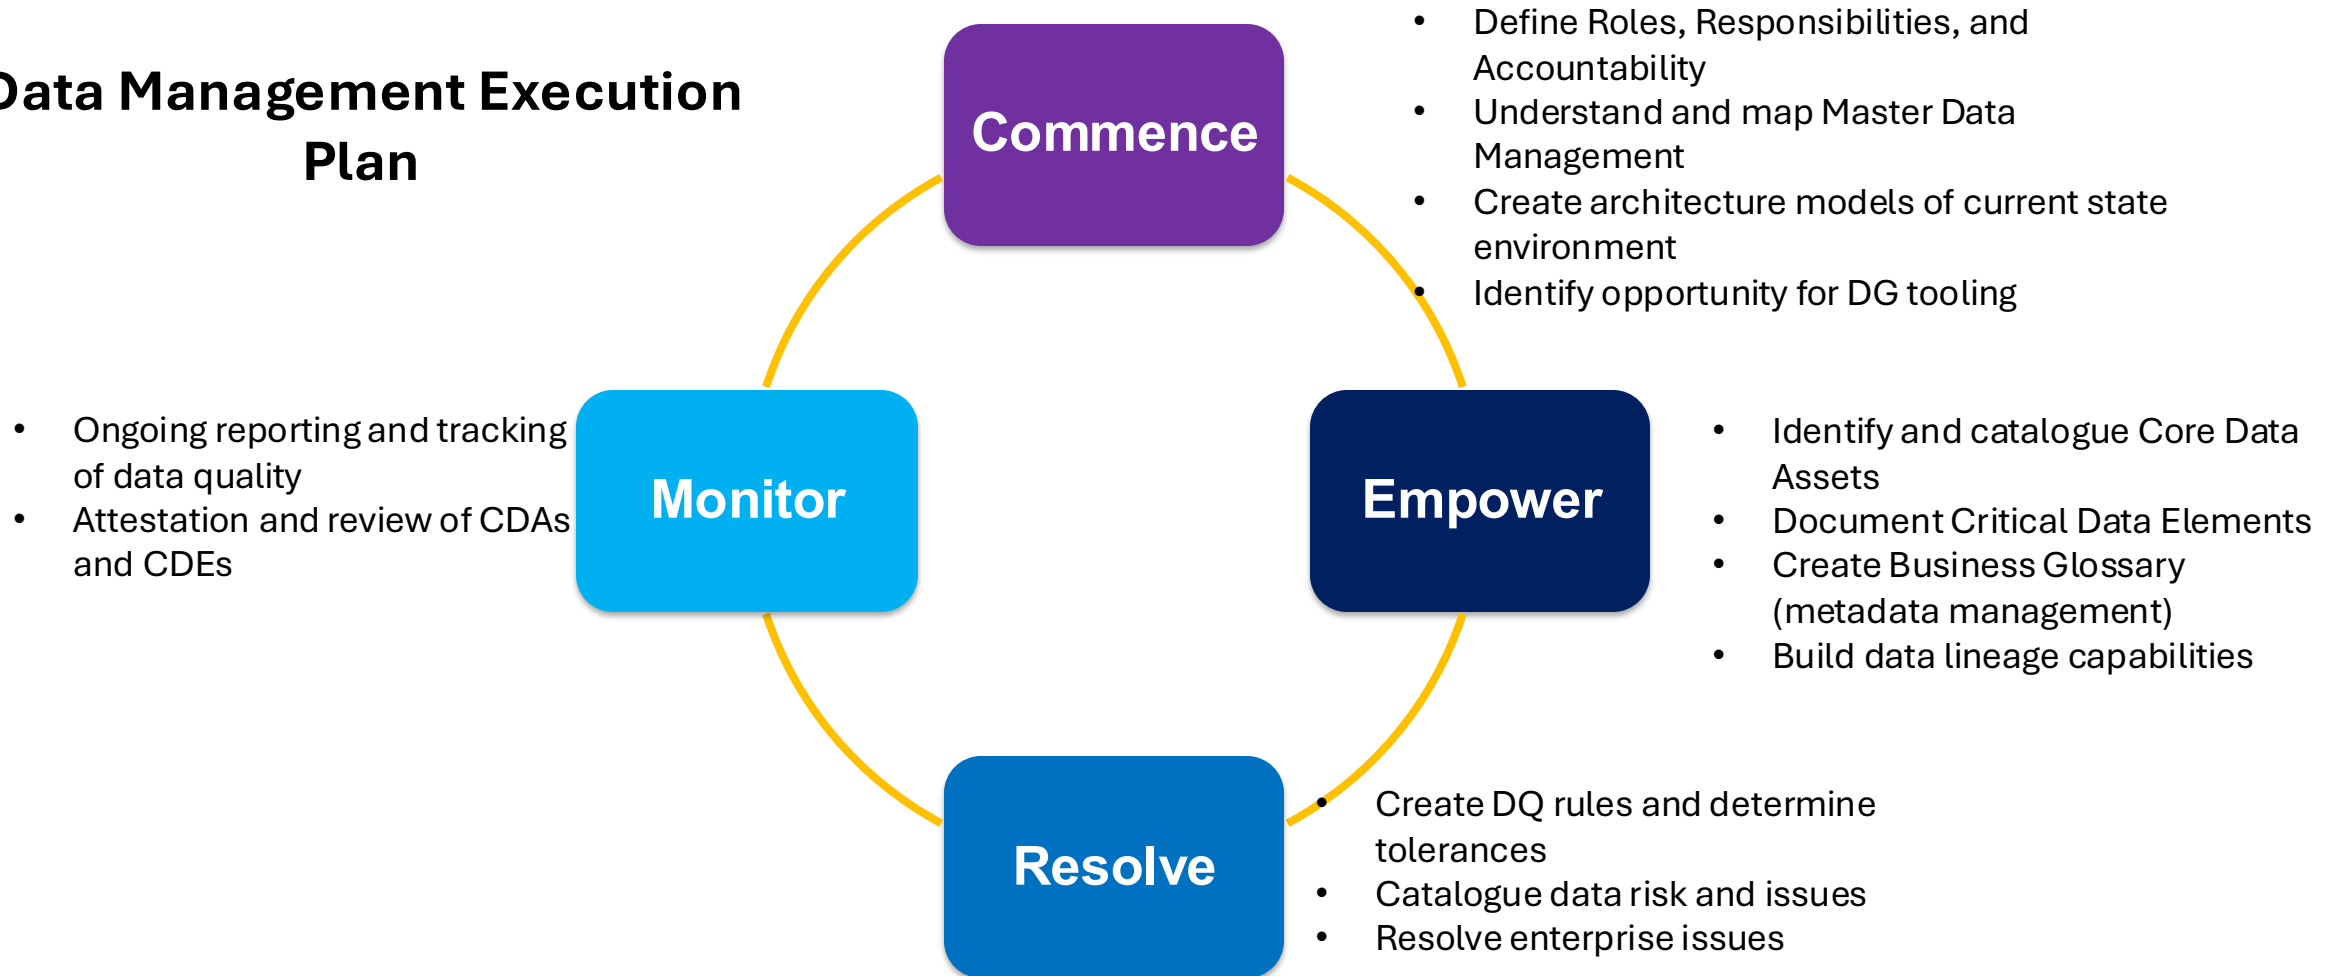 Data Management Execution
Plan
Commence
• Define Roles, Responsibilities, and
Accountability
• Understand and map Master Data
Management
• Create architecture models of current state
environment
• Identify opportunity for DG tooling
Empower
• Identify and catalogue Core Data
Assets
• Document Critical Data Elements
• Create Business Glossary
(metadata management)
• Build data lineage capabilities
Resolve
• Create DQ rules and determine
tolerances
• Catalogue data risk and issues
• Resolve enterprise issues
Monitor
• Ongoing reporting and tracking
of data quality
• Attestation and review of CDAs
and CDEs